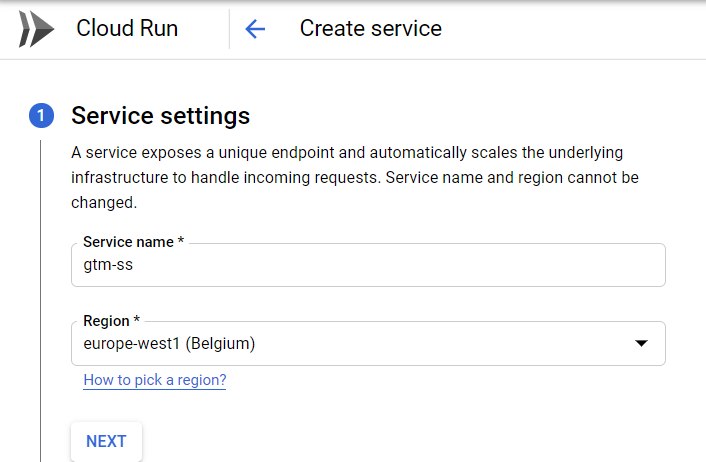 Cloud Run
Create service
1
Service settings
A service exposes a unique endpoint and automatically scales the underlying
infrastructure to handle incoming requests. Service name and region cannot be
changed.
Service name *
gtm-ss
Region *
europe-west1 (Belgium)
How to pick a region?
NEXT